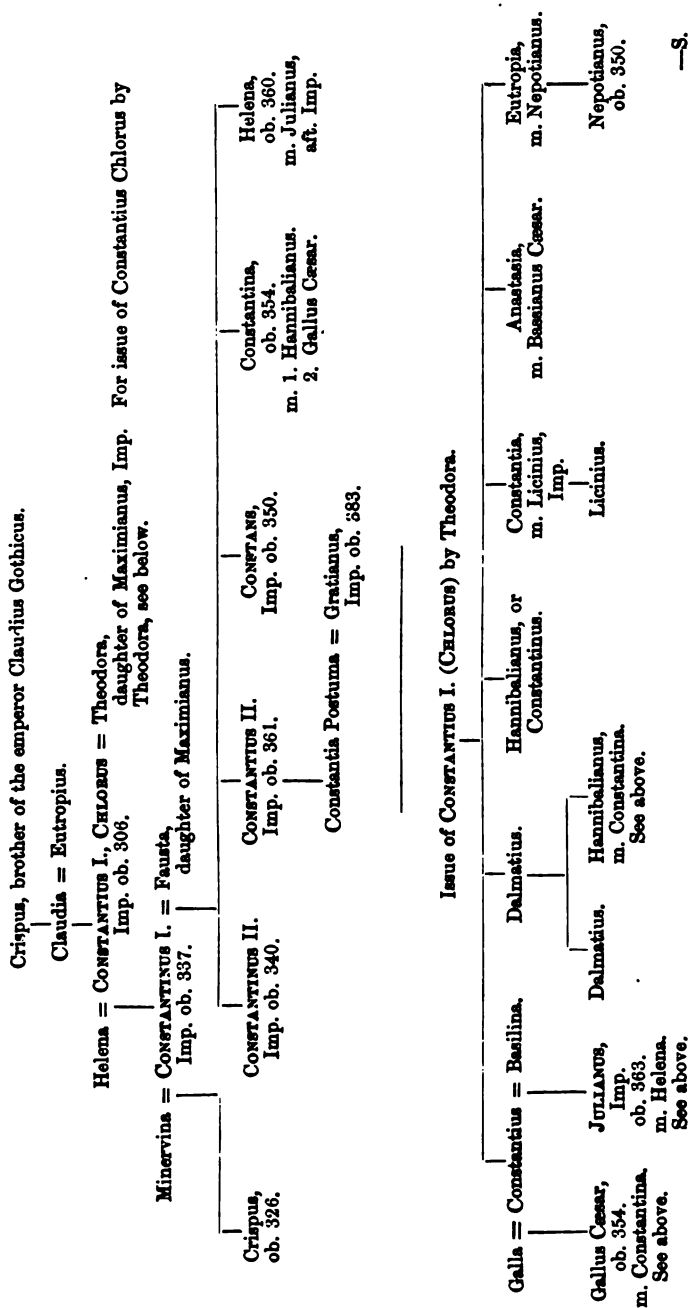 Crispus, brother of the emperor Claudius Gothicus.
Claudia = Eutropius.
Helena = CONSTANTIUS I., CHLORUS = Theodora,
Imp. ob. 306.
daughter of Maximianus, Imp. For issue of Constantius Chlorus by
Theodora, see below.
Minervina = CONSTANTINUS I. = Fausta,
Imp. ob. 337.
daughter of Maximianus.
Crispus,
ob. 326.
CONSTANTINUS II.
Imp. ob. 340.
CONSTANTIUS II.
Imp. ob. 361.
CONSTANS,
Imp. ob. 350.
Constantina,
ob. 354.
m. 1. Hannibalianus.
2. Gallus Cæsar.
Helena,
ob. 360.
m. Julianus,
aft. Imp.
Constantia Postuma = Gratianus,
Imp. ob. 383.
Issue of CONSTANTIUS I. (CHLORUS) by Theodora.
Galla = Constantius = Basilina.
Dalmatius.
Hannibalianus, or
Constantinus.
Constantia,
m. Licinius,
Imp.
Anastasia,
m. Bassianus Cæsar.
Eutropia,
m. Nepotianus.
Gallus Cæsar,
ob. 354.
m. Constantina.
See above.
JULIANUS,
Imp.
ob. 363.
m. Helena.
See above.
Dalmatius.
Hannibalianus,
m. Constantina.
See above.
Licinius.
Nepotianus,
ob. 350.
—S.